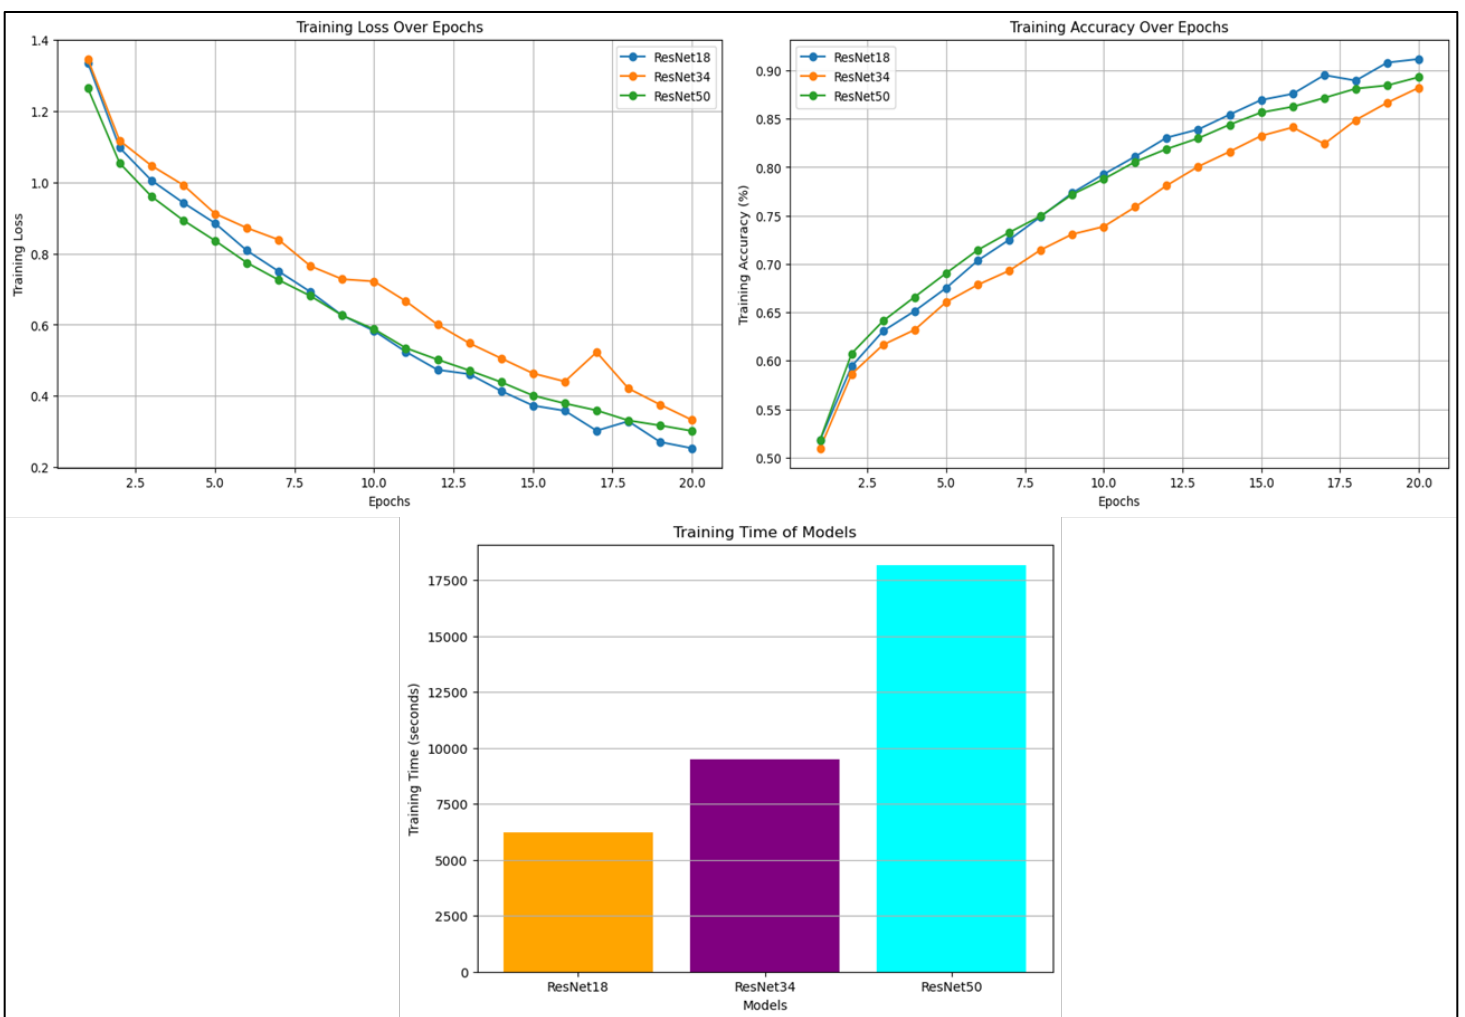 Training Loss Over Epochs
1.4
1.2
1.0
0.8
0.6
0.4
0.2
Training Loss
ResNet18
ResNet34
ResNet50
2.5 5.0 7.5 10.0 12.5 15.0 17.5 20.0
Epochs
Training Accuracy Over Epochs
0.90
0.85
0.80
0.75
0.70
0.65
0.60
0.55
0.50
Training Accuracy (%)
ResNet18
ResNet34
ResNet50
2.5 5.0 7.5 10.0 12.5 15.0 17.5 20.0
Epochs
Training Time of Models
17500
15000
12500
10000
7500
5000
2500
0
Training Time (seconds)
ResNet18 ResNet34 ResNet50
Models